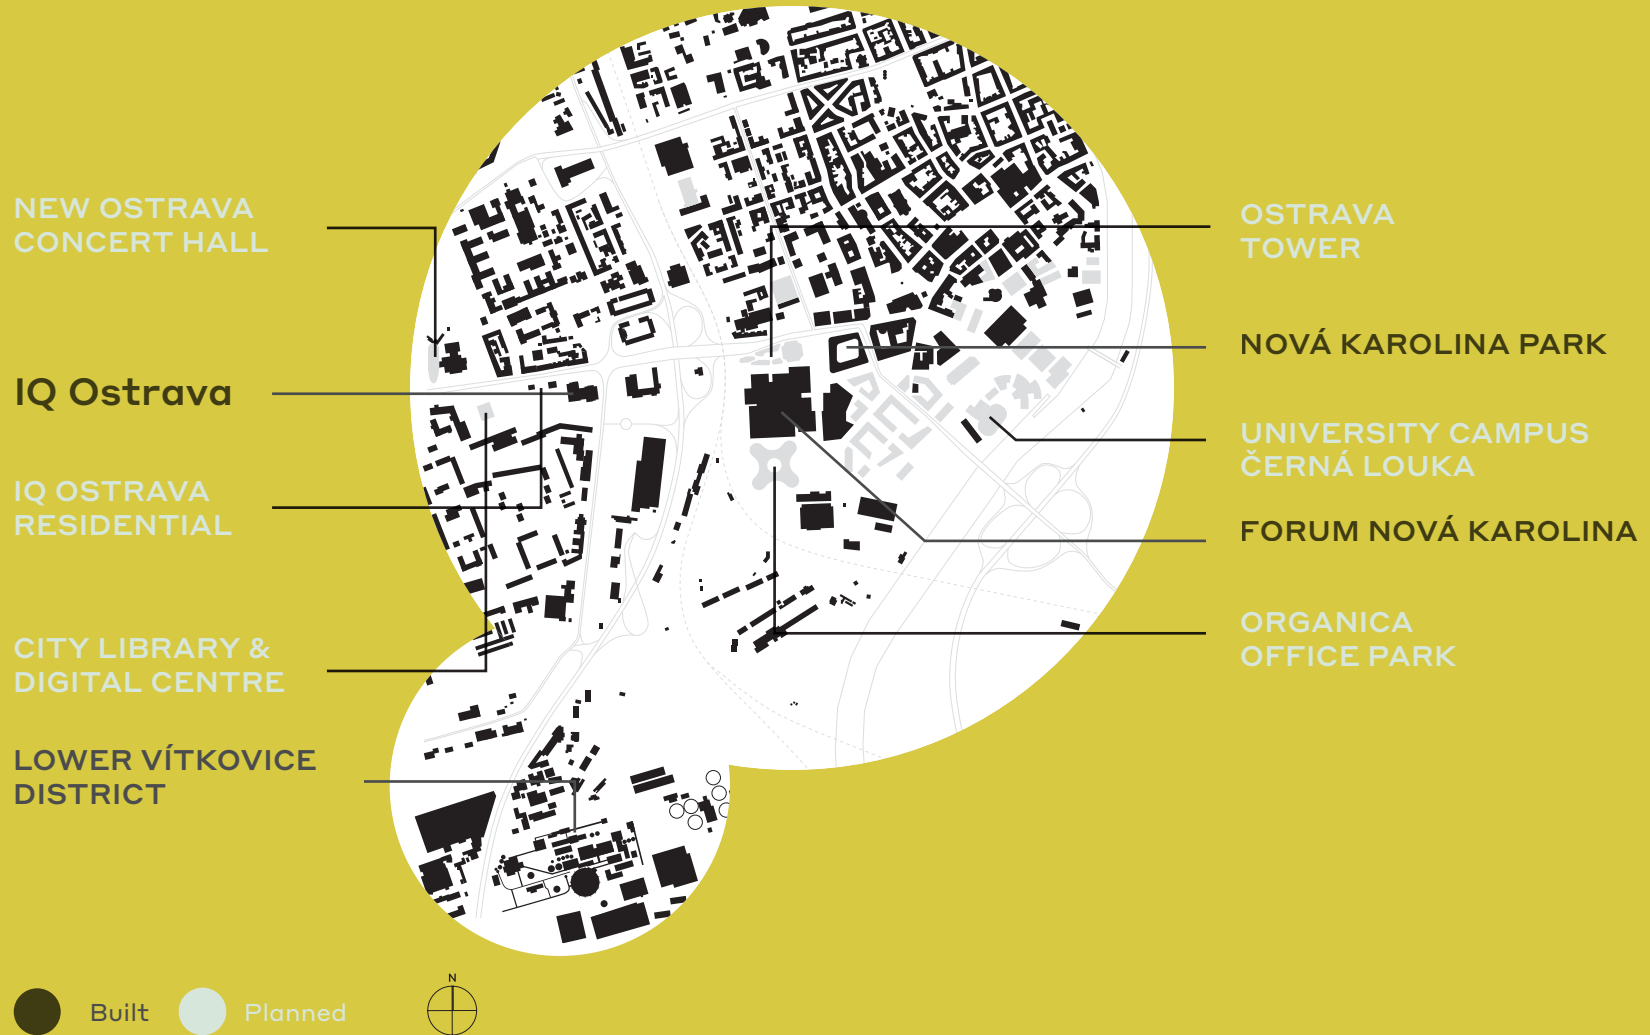 NEW OSTRAVA
CONCERT HALL
IQ Ostrava
IQ OSTRAVA
RESIDENTIAL
CITY LIBRARY &
DIGITAL CENTRE
LOWER VÍTKOVICE
DISTRICT
OSTRAVA
TOWER
NOVÁ KAROLINA PARK
UNIVERSITY CAMPUS
ČERNÁ LOUKA
FORUM NOVÁ KAROLINA
ORGANICA
OFFICE PARK
Built
Planned
N